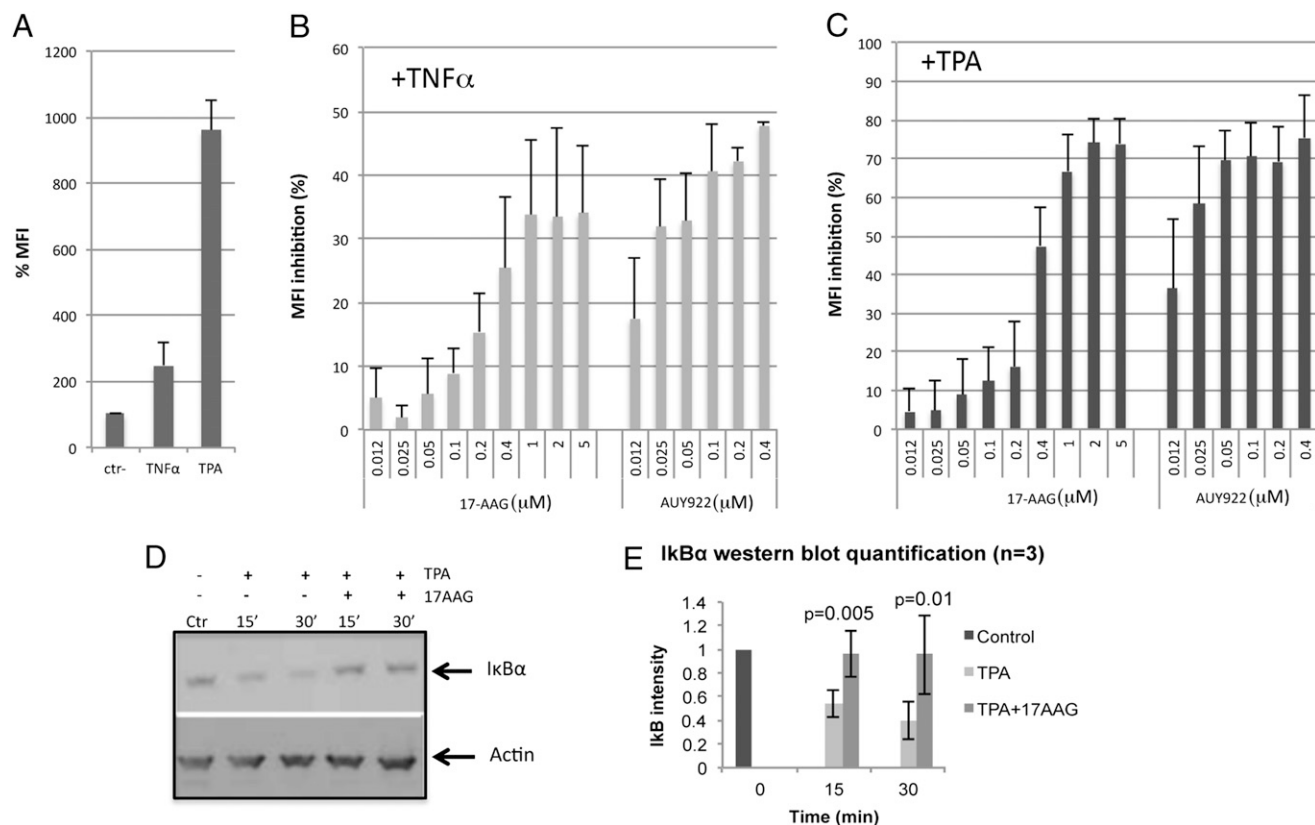 A
1200
1000
800
600
400
200
0
% MFI
ctr- TNFα TPA
B
+TNFα
60
50
40
30
20
10
0
MFI inhibition (%)
0.012 0.025 0.05 0.1 0.2 0.4 1 2 5 0.012 0.025 0.05 0.1 0.2 0.4
17-AAG (μM) AUY922 (μM)
C
+TPA
100
90
80
70
60
50
40
30
20
10
0
MFI inhibition (%)
0.012 0.025 0.05 0.1 0.2 0.4 1 2 5 0.012 0.025 0.05 0.1 0.2 0.4
17-AAG (μM) AUY922 (μM)
D
- + + + + TPA
- - - + + 17AAG
Ctr 15' 30' 15' 30'
IκBα
Actin
E IkBα western blot quantification (n=3)
1.4
1.2
1
0.8
0.6
0.4
0.2
0
IkB intensity
p=0.005 p=0.01
Control
TPA
TPA+17AAG
0 15 30
Time (min)